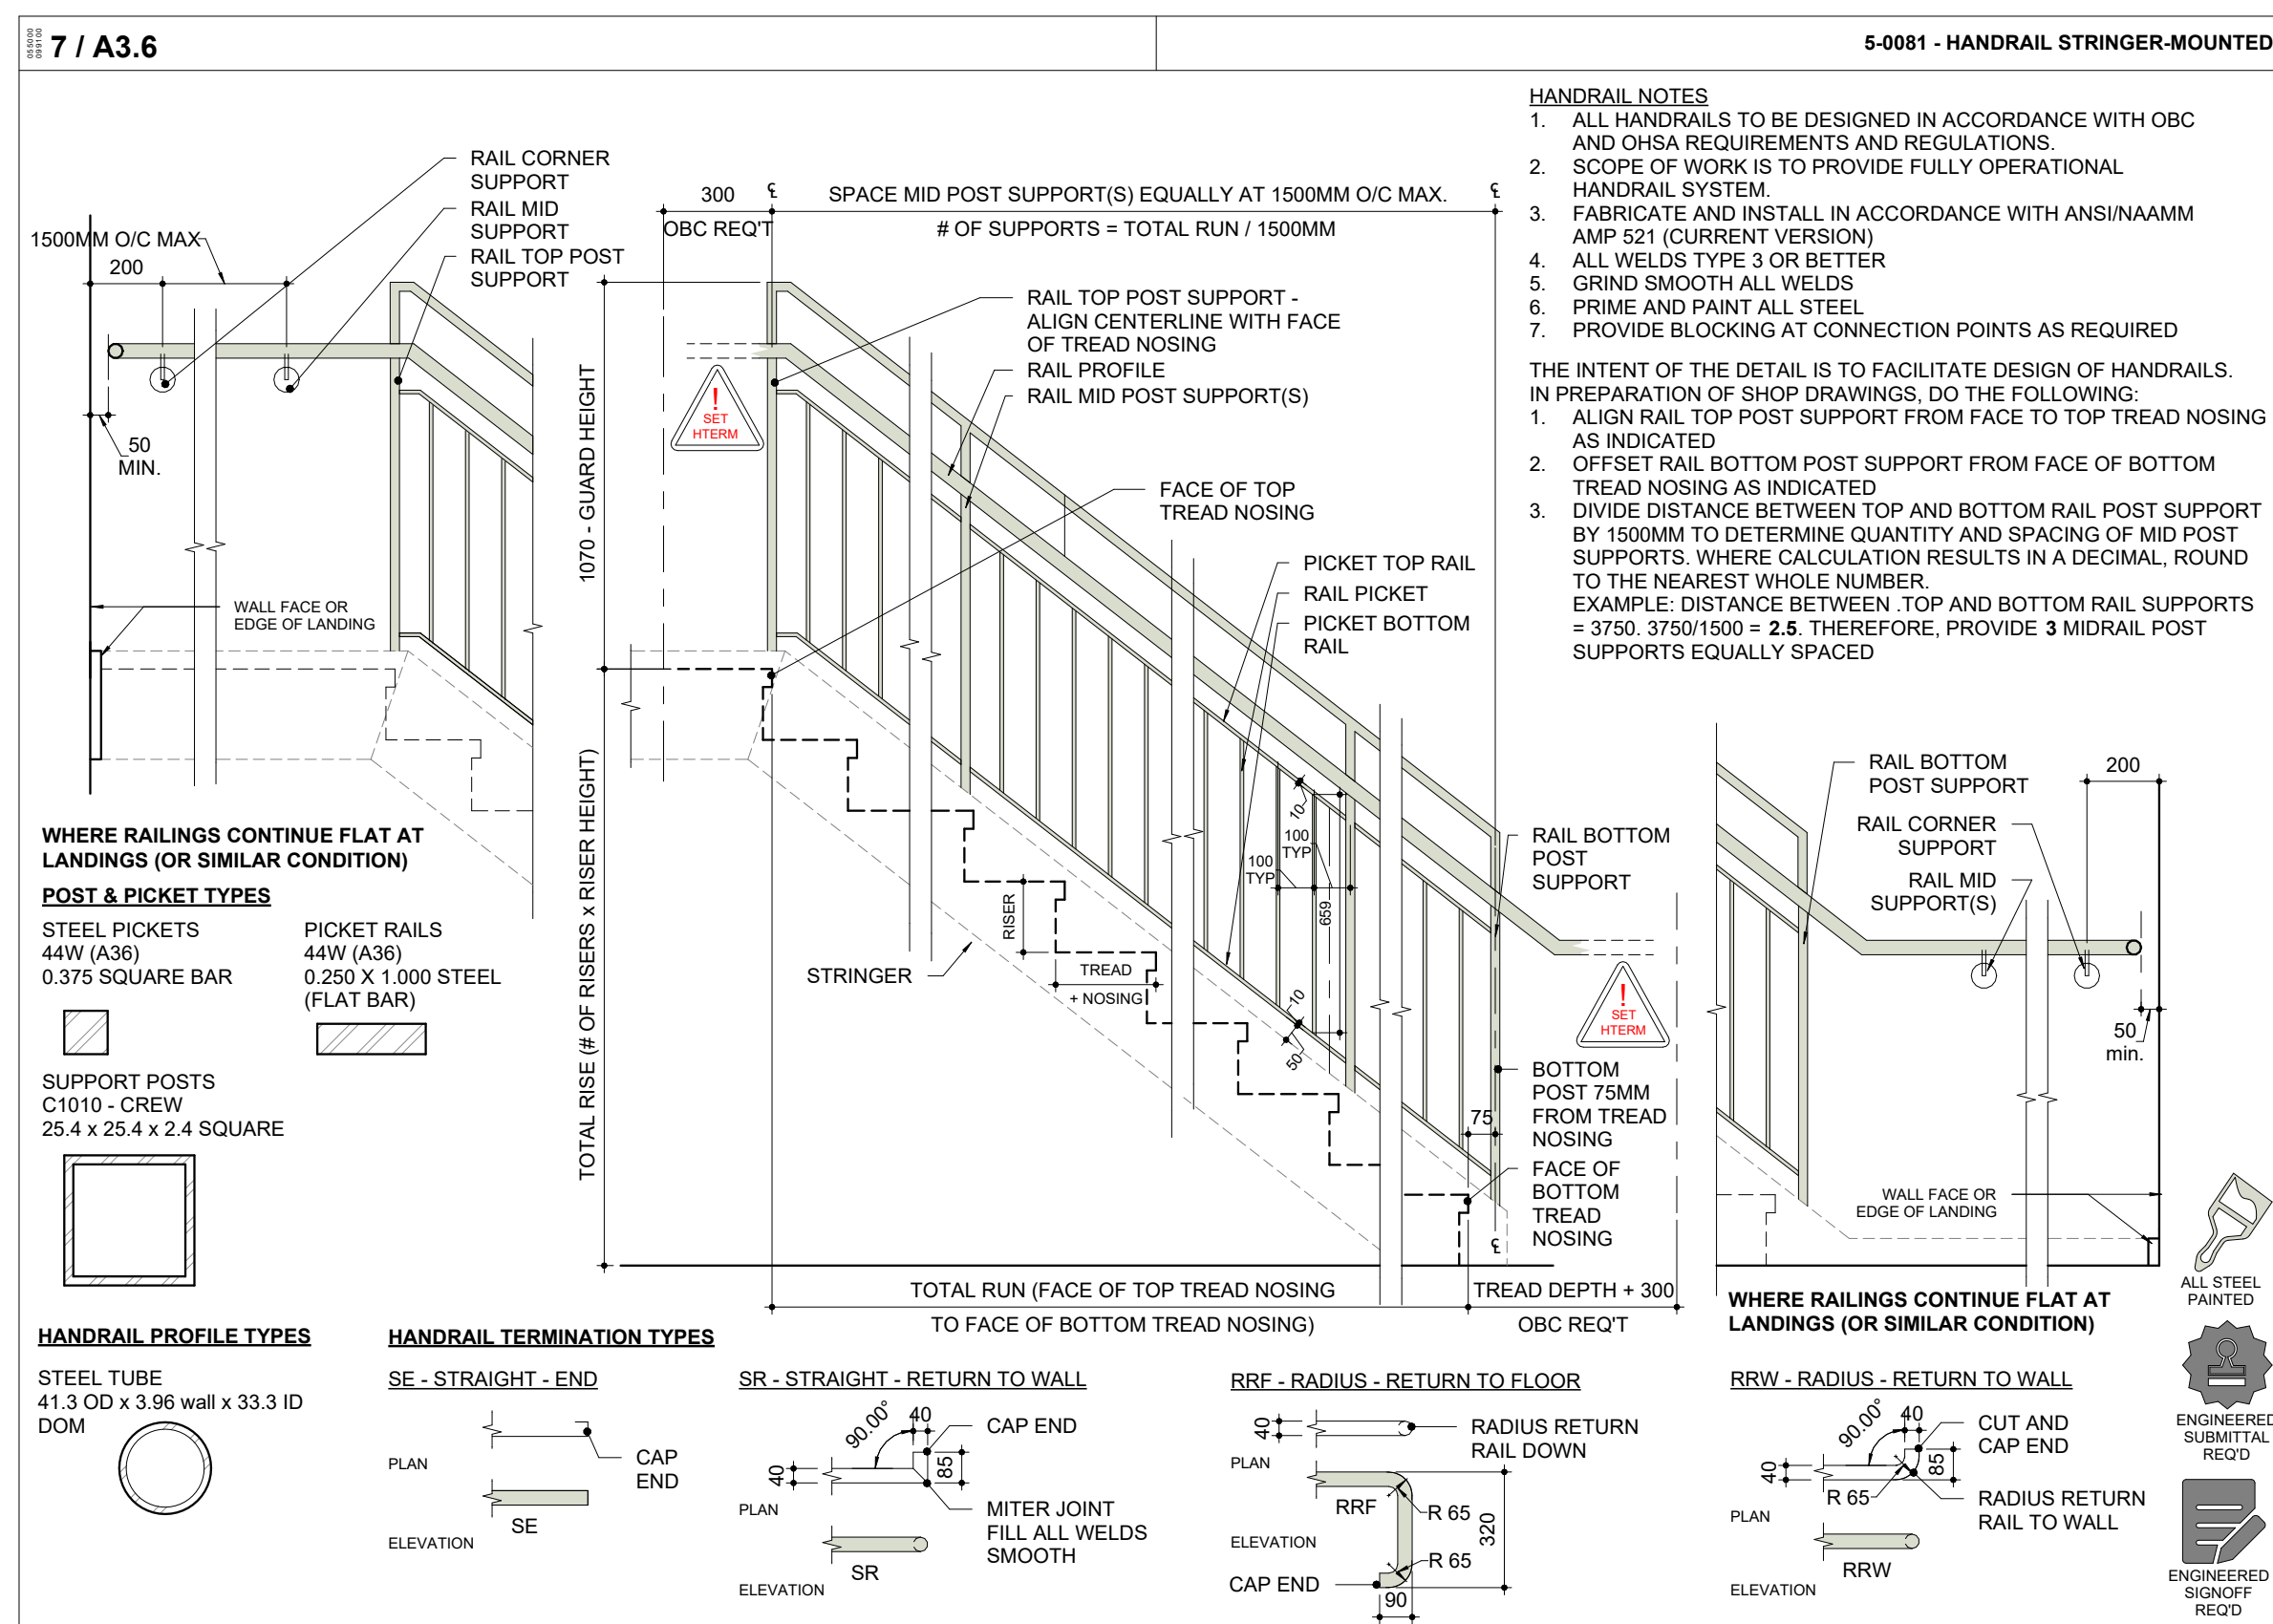 055000
099100
7 / A3.6
5-0081 - HANDRAIL STRINGER-MOUNTED
HANDRAIL NOTES
1. ALL HANDRAILS TO BE DESIGNED IN ACCORDANCE WITH OBC
AND OHSA REQUIREMENTS AND REGULATIONS.
2. SCOPE OF WORK IS TO PROVIDE FULLY OPERATIONAL
HANDRAIL SYSTEM.
3. FABRICATE AND INSTALL IN ACCORDANCE WITH ANSI/NAAMM
AMP 521 (CURRENT VERSION)
4. ALL WELDS TYPE 3 OR BETTER
5. GRIND SMOOTH ALL WELDS
6. PRIME AND PAINT ALL STEEL
7. PROVIDE BLOCKING AT CONNECTION POINTS AS REQUIRED
THE INTENT OF THE DETAIL IS TO FACILITATE DESIGN OF HANDRAILS.
IN PREPARATION OF SHOP DRAWINGS, DO THE FOLLOWING:
1. ALIGN RAIL TOP POST SUPPORT FROM FACE TO TOP TREAD NOSING
AS INDICATED
2. OFFSET RAIL BOTTOM POST SUPPORT FROM FACE OF BOTTOM
TREAD NOSING AS INDICATED
3. DIVIDE DISTANCE BETWEEN TOP AND BOTTOM RAIL POST SUPPORT
BY 1500MM TO DETERMINE QUANTITY AND SPACING OF MID POST
SUPPORTS. WHERE CALCULATION RESULTS IN A DECIMAL, ROUND
TO THE NEAREST WHOLE NUMBER.
EXAMPLE: DISTANCE BETWEEN .TOP AND BOTTOM RAIL SUPPORTS
= 3750. 3750/1500 = 2.5. THEREFORE, PROVIDE 3 MIDRAIL POST
SUPPORTS EQUALLY SPACED
RAIL CORNER
SUPPORT
RAIL MID
SUPPORT
RAIL TOP POST
SUPPORT
1500MM O/C MAX
200
50
MIN.
WALL FACE OR
EDGE OF LANDING
WHERE RAILINGS CONTINUE FLAT AT
LANDINGS (OR SIMILAR CONDITION)
300
OBC REQ'T
℄
SPACE MID POST SUPPORT(S) EQUALLY AT 1500MM O/C MAX.
# OF SUPPORTS = TOTAL RUN / 1500MM
℄
1070 - GUARD HEIGHT
TOTAL RISE (# OF RISERS x RISER HEIGHT)
!
SET
HTERM
RAIL TOP POST SUPPORT -
ALIGN CENTERLINE WITH FACE
OF TREAD NOSING
RAIL PROFILE
RAIL MID POST SUPPORT(S)
FACE OF TOP
TREAD NOSING
PICKET TOP RAIL
RAIL PICKET
PICKET BOTTOM
RAIL
10
100
TYP
100
TYP
659
10
50
RISER
TREAD
+ NOSING
STRINGER
RAIL BOTTOM
POST
SUPPORT
!
SET
HTERM
BOTTOM
POST 75MM
FROM TREAD
NOSING
75
FACE OF
BOTTOM
TREAD
NOSING
℄
TOTAL RUN (FACE OF TOP TREAD NOSING
TO FACE OF BOTTOM TREAD NOSING)
TREAD DEPTH + 300
OBC REQ'T
RAIL BOTTOM
POST SUPPORT
RAIL CORNER
SUPPORT
RAIL MID
SUPPORT(S)
200
50
min.
WALL FACE OR
EDGE OF LANDING
WHERE RAILINGS CONTINUE FLAT AT
LANDINGS (OR SIMILAR CONDITION)
ALL STEEL
PAINTED
ENGINEERED
SUBMITTAL
REQ'D
ENGINEERED
SIGNOFF
REQ'D
POST & PICKET TYPES
STEEL PICKETS
44W (A36)
0.375 SQUARE BAR
PICKET RAILS
44W (A36)
0.250 X 1.000 STEEL
(FLAT BAR)
SUPPORT POSTS
C1010 - CREW
25.4 x 25.4 x 2.4 SQUARE
HANDRAIL PROFILE TYPES
STEEL TUBE
41.3 OD x 3.96 wall x 33.3 ID
DOM
HANDRAIL TERMINATION TYPES
SE - STRAIGHT - END
CAP
END
PLAN
SE
ELEVATION
SR - STRAIGHT - RETURN TO WALL
90.00°
40
CAP END
40
85
PLAN
MITER JOINT
FILL ALL WELDS
SMOOTH
SR
ELEVATION
RRF - RADIUS - RETURN TO FLOOR
40
RADIUS RETURN
RAIL DOWN
PLAN
RRF
R 65
320
ELEVATION
R 65
CAP END
90
RRW - RADIUS - RETURN TO WALL
90.00°
40
CUT AND
CAP END
40
85
R 65
RADIUS RETURN
RAIL TO WALL
PLAN
RRW
ELEVATION